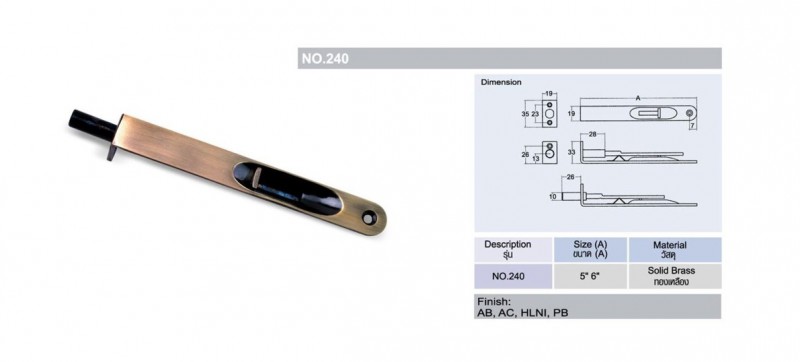 NO.240
Dimension
19
A
35
23
19
7
28
26
13
33
26
10
Description Size (A) Material
รุ่น ขนาด (A) วัสดุ
NO.240 5" 6" Solid Brass
ทองเหลือง
Finish:
AB, AC, HLNI, PB